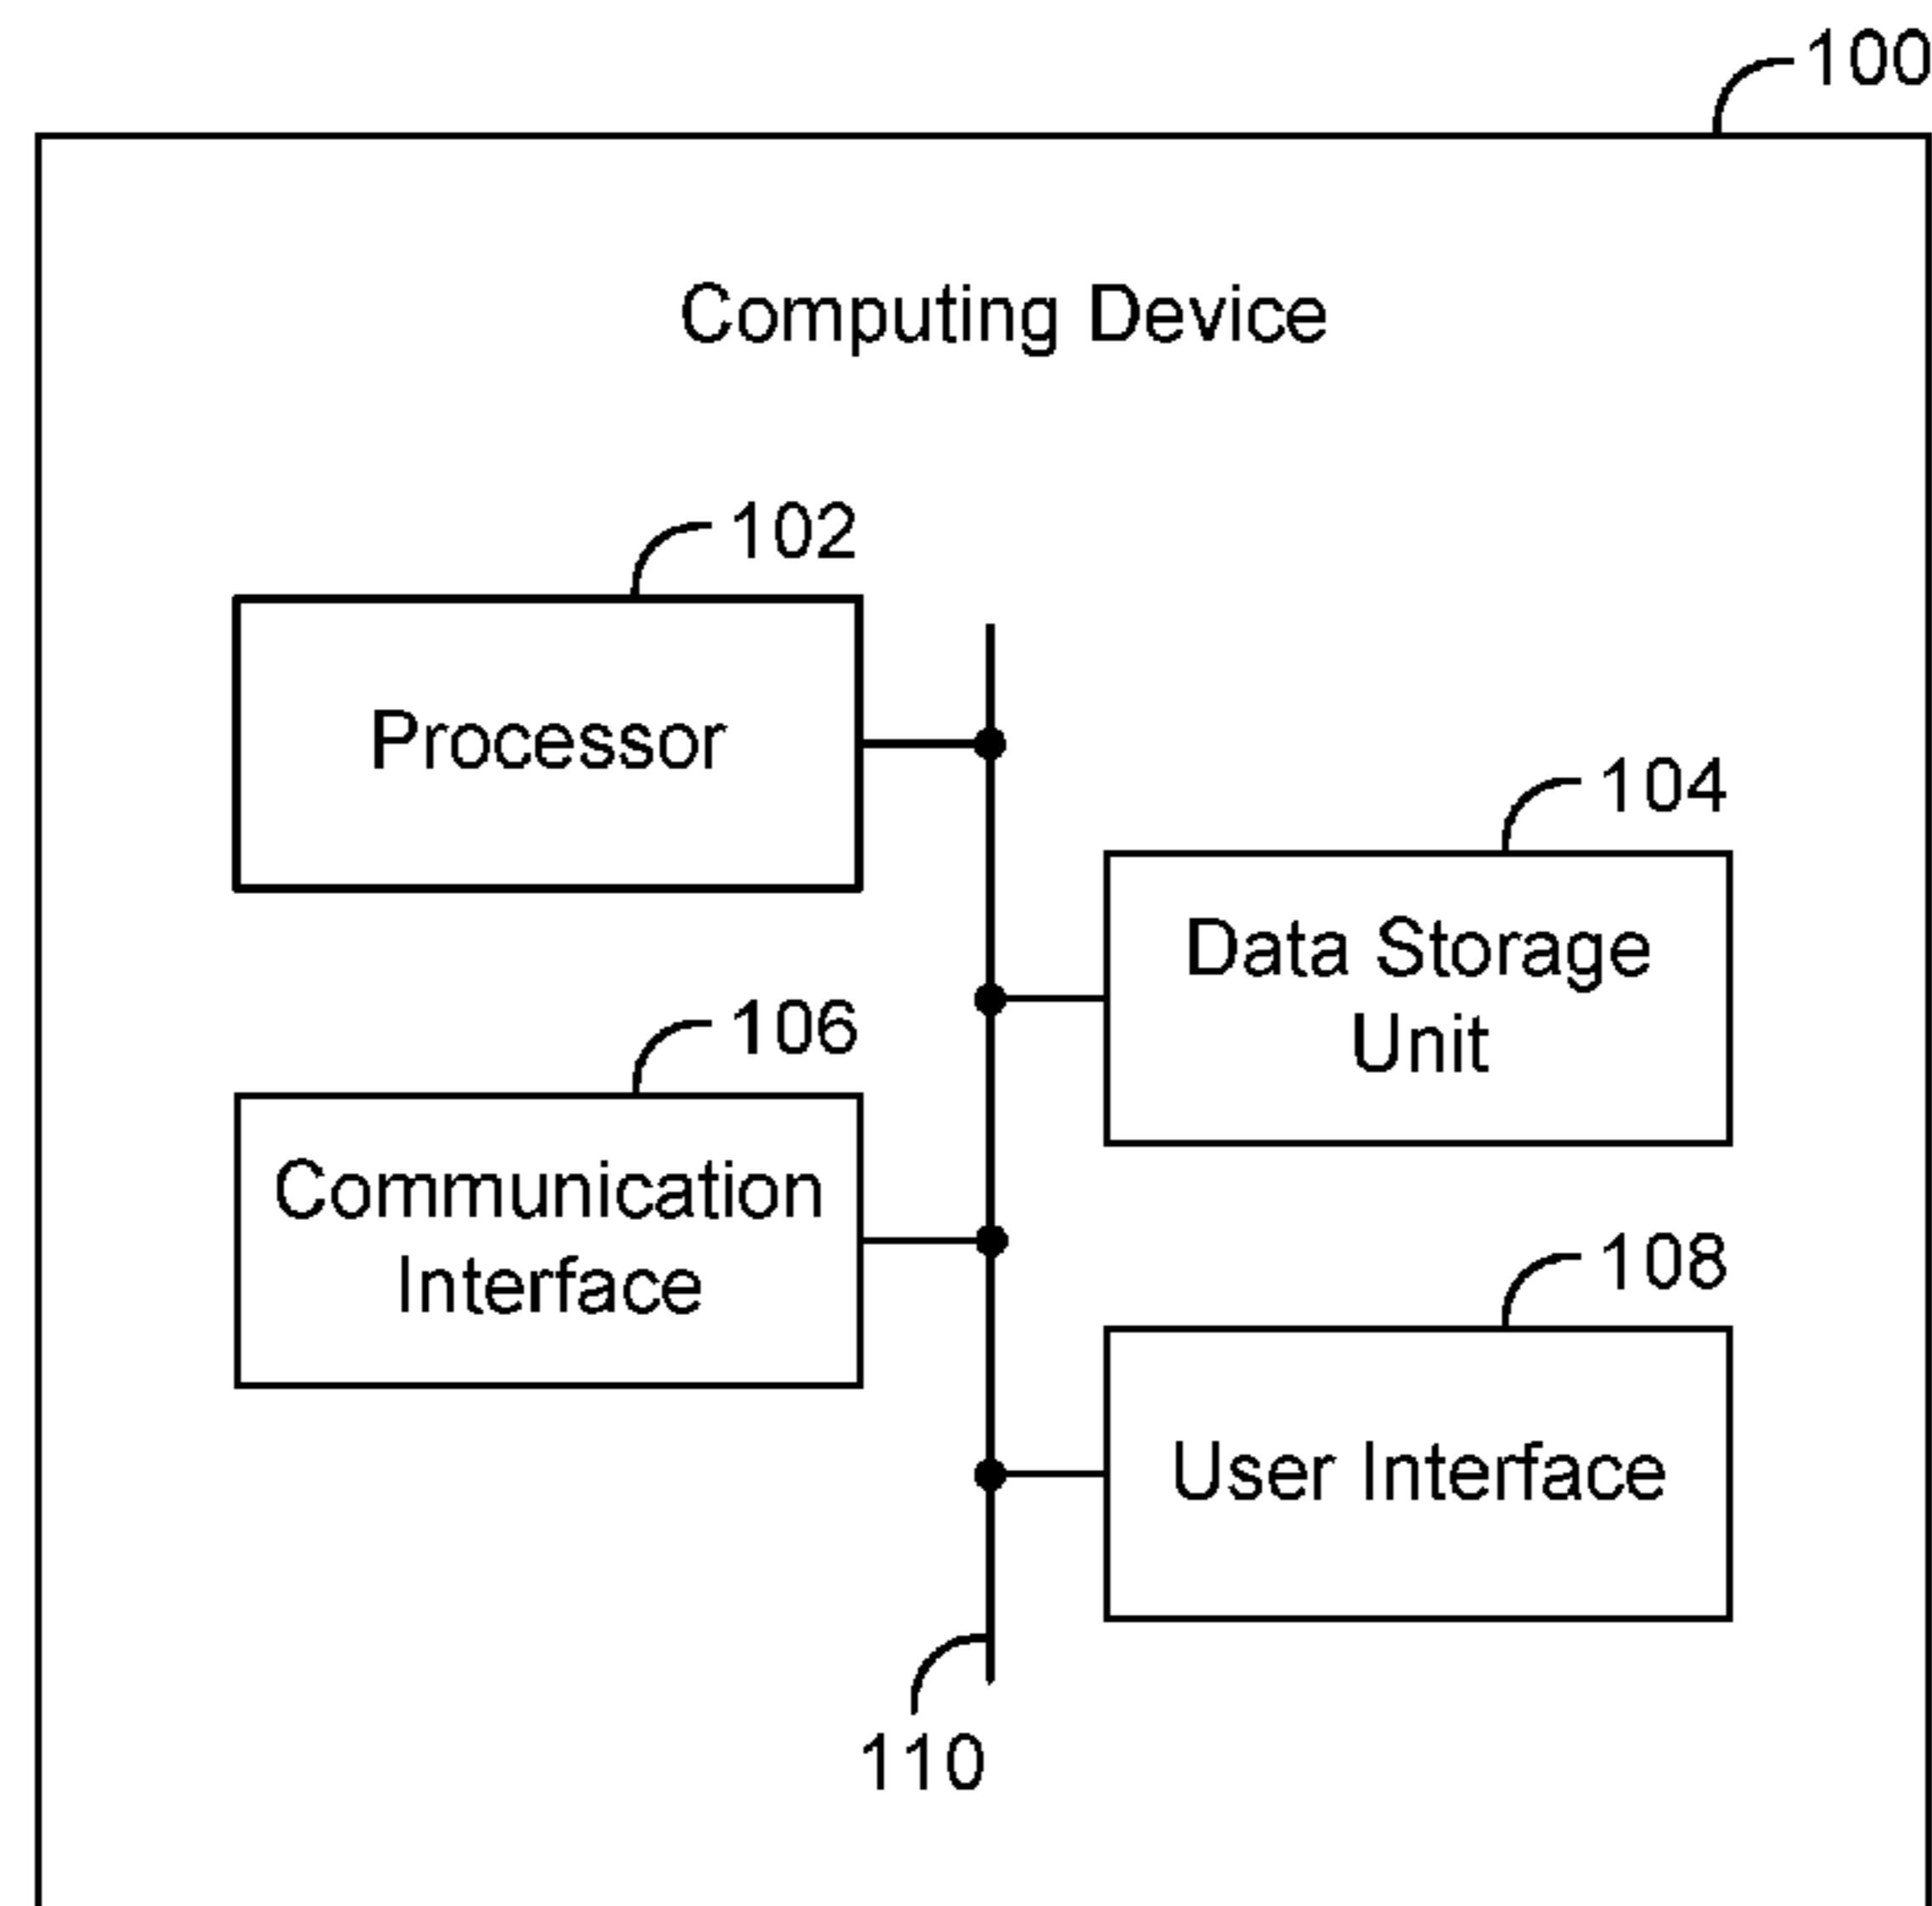 100
Computing Device
102
Processor
104
Data Storage
Unit
106
Communication
Interface
108
User Interface
110